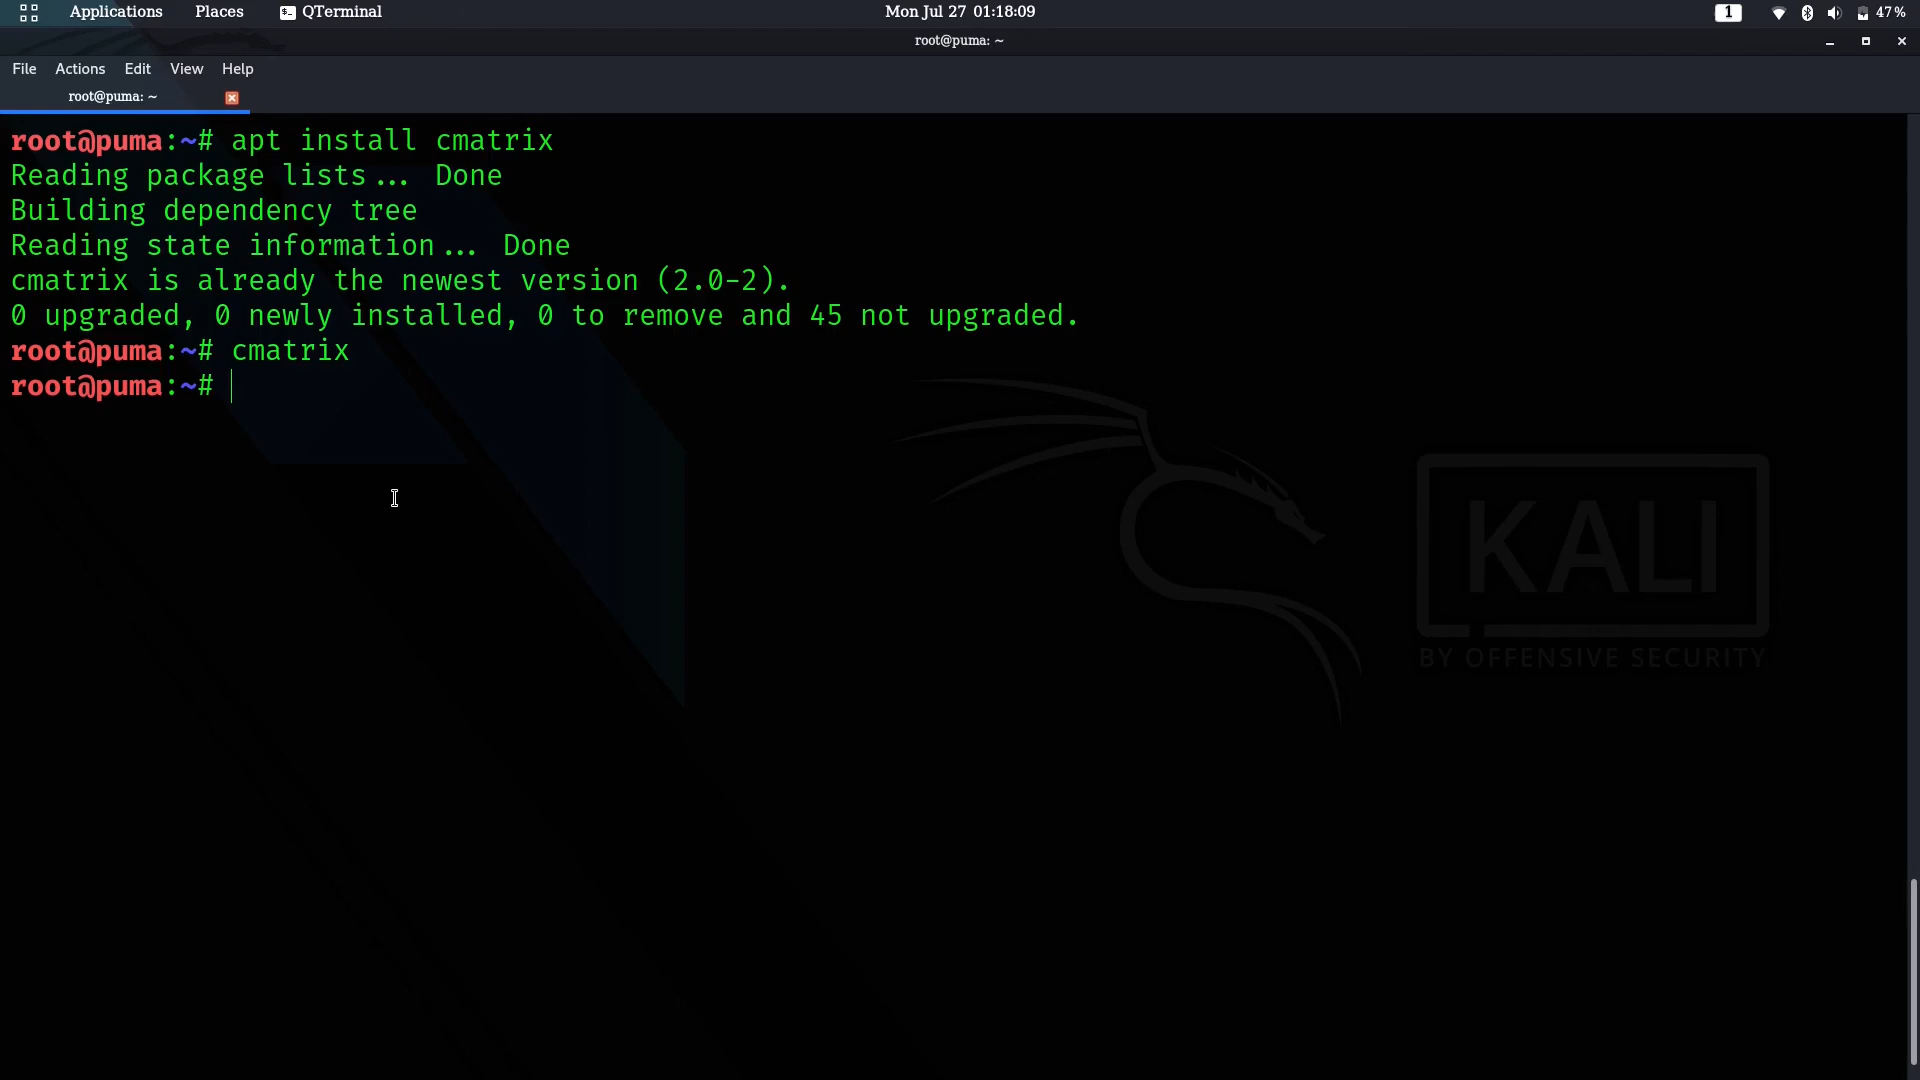 Applications Places QTerminal Mon Jul 27 01:18:09 1 47%
root@puma: ~
File Actions Edit View Help
root@puma: ~
root@puma:~# apt install cmatrix
Reading package lists... Done
Building dependency tree
Reading state information... Done
cmatrix is already the newest version (2.0-2).
0 upgraded, 0 newly installed, 0 to remove and 45 not upgraded.
root@puma:~# cmatrix
root@puma:~#
KALI
BY OFFENSIVE SECURITY